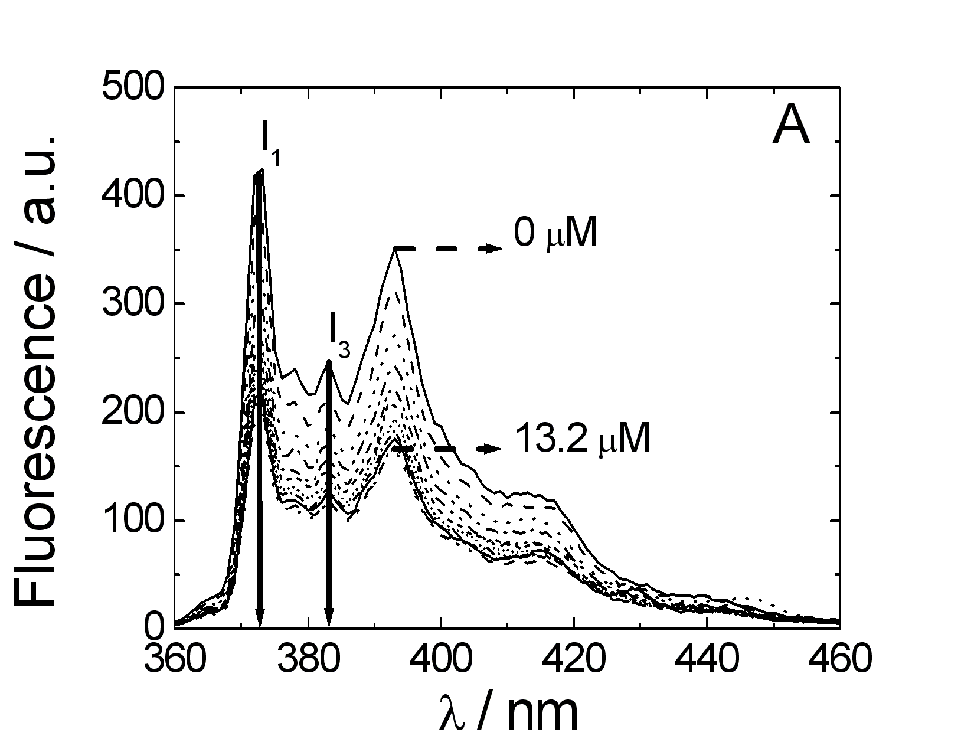 A
500
400
300
200
100
0
Fluorescence / a.u.
I1
I3
0 μM
13.2 μM
360 380 400 420 440 460
λ / nm